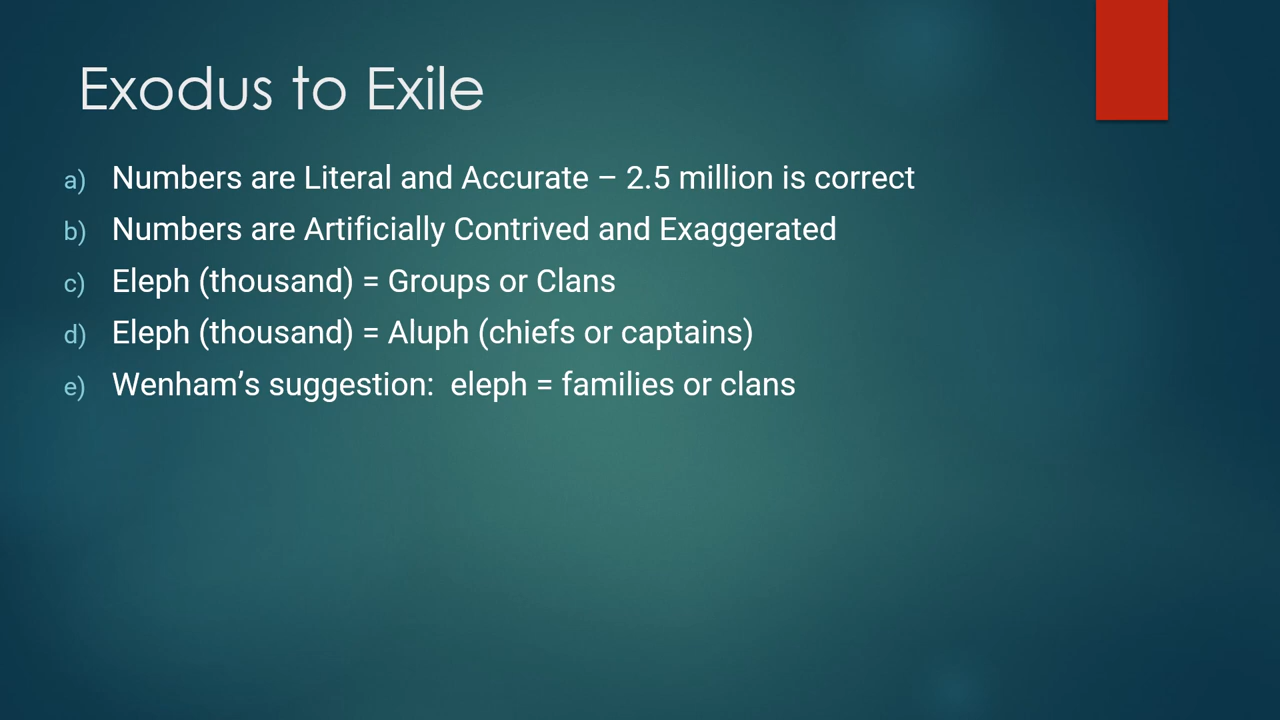 Exodus to Exile
a) Numbers are Literal and Accurate – 2.5 million is correct
b) Numbers are Artificially Contrived and Exaggerated
c) Eleph (thousand) = Groups or Clans
d) Eleph (thousand) = Aluph (chiefs or captains)
e) Wenham’s suggestion:  eleph = families or clans